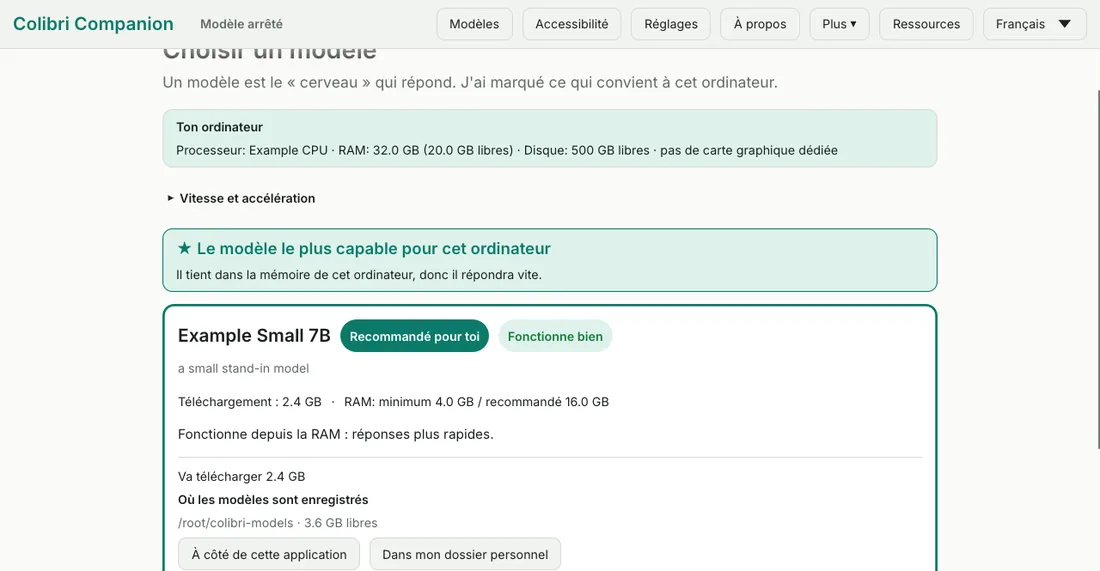 Colibri Companion
Modèle arrêté
Modèles
Accessibilité
Réglages
À propos
Plus ▾
Ressources
Français ▼
Choisir un modèle
Un modèle est le « cerveau » qui répond. J'ai marqué ce qui convient à cet ordinateur.
Ton ordinateur
Processeur: Example CPU · RAM: 32.0 GB (20.0 GB libres) · Disque: 500 GB libres · pas de carte graphique dédiée
▸ Vitesse et accélération
★ Le modèle le plus capable pour cet ordinateur
Il tient dans la mémoire de cet ordinateur, donc il répondra vite.
Example Small 7B
Recommandé pour toi
Fonctionne bien
a small stand-in model
Téléchargement : 2.4 GB · RAM: minimum 4.0 GB / recommandé 16.0 GB
Fonctionne depuis la RAM : réponses plus rapides.
Va télécharger 2.4 GB
Où les modèles sont enregistrés
/root/colibri-models · 3.6 GB libres
À côté de cette application
Dans mon dossier personnel